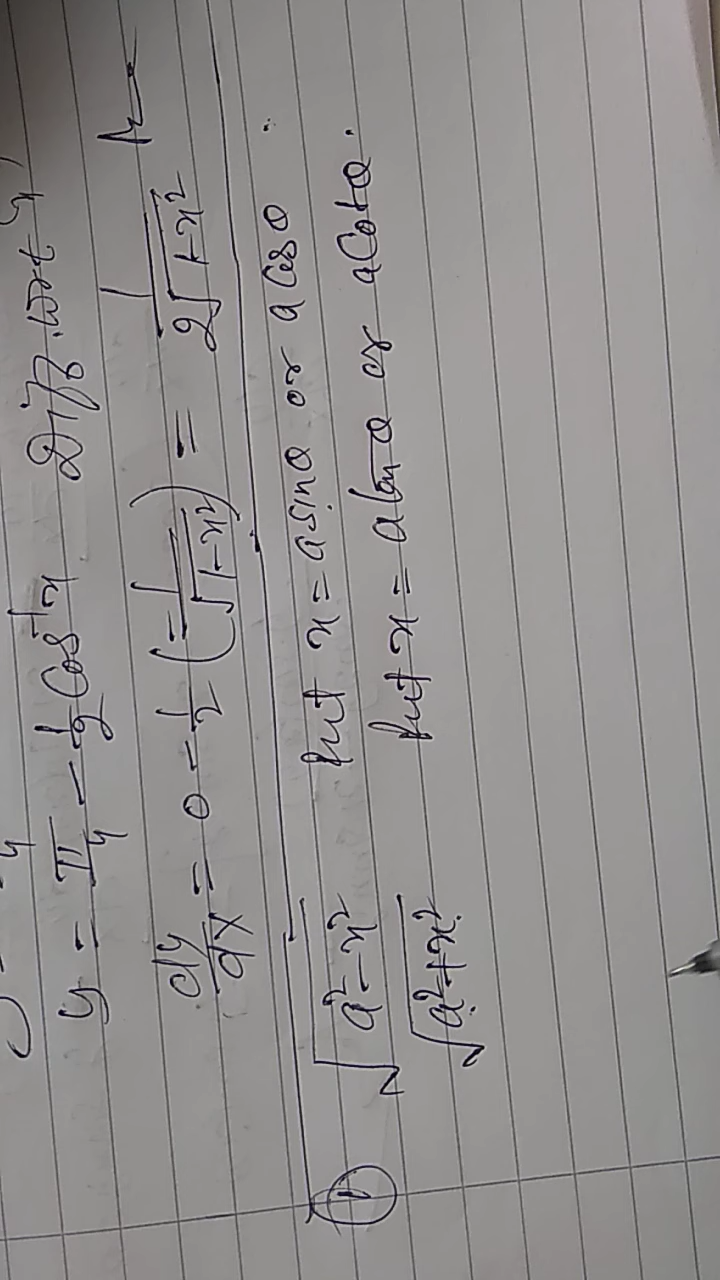 y = π/4 - 1/2 cos⁻¹x Diff. wrt 'x'
dy/dx = 0 - 1/2 (-1/√(1-x²)) = 1/(2√(1-x²))
① √(a²-x²) put x = a sinθ or a cosθ.
√(a²+x²) put x = a tanθ or a cotθ.